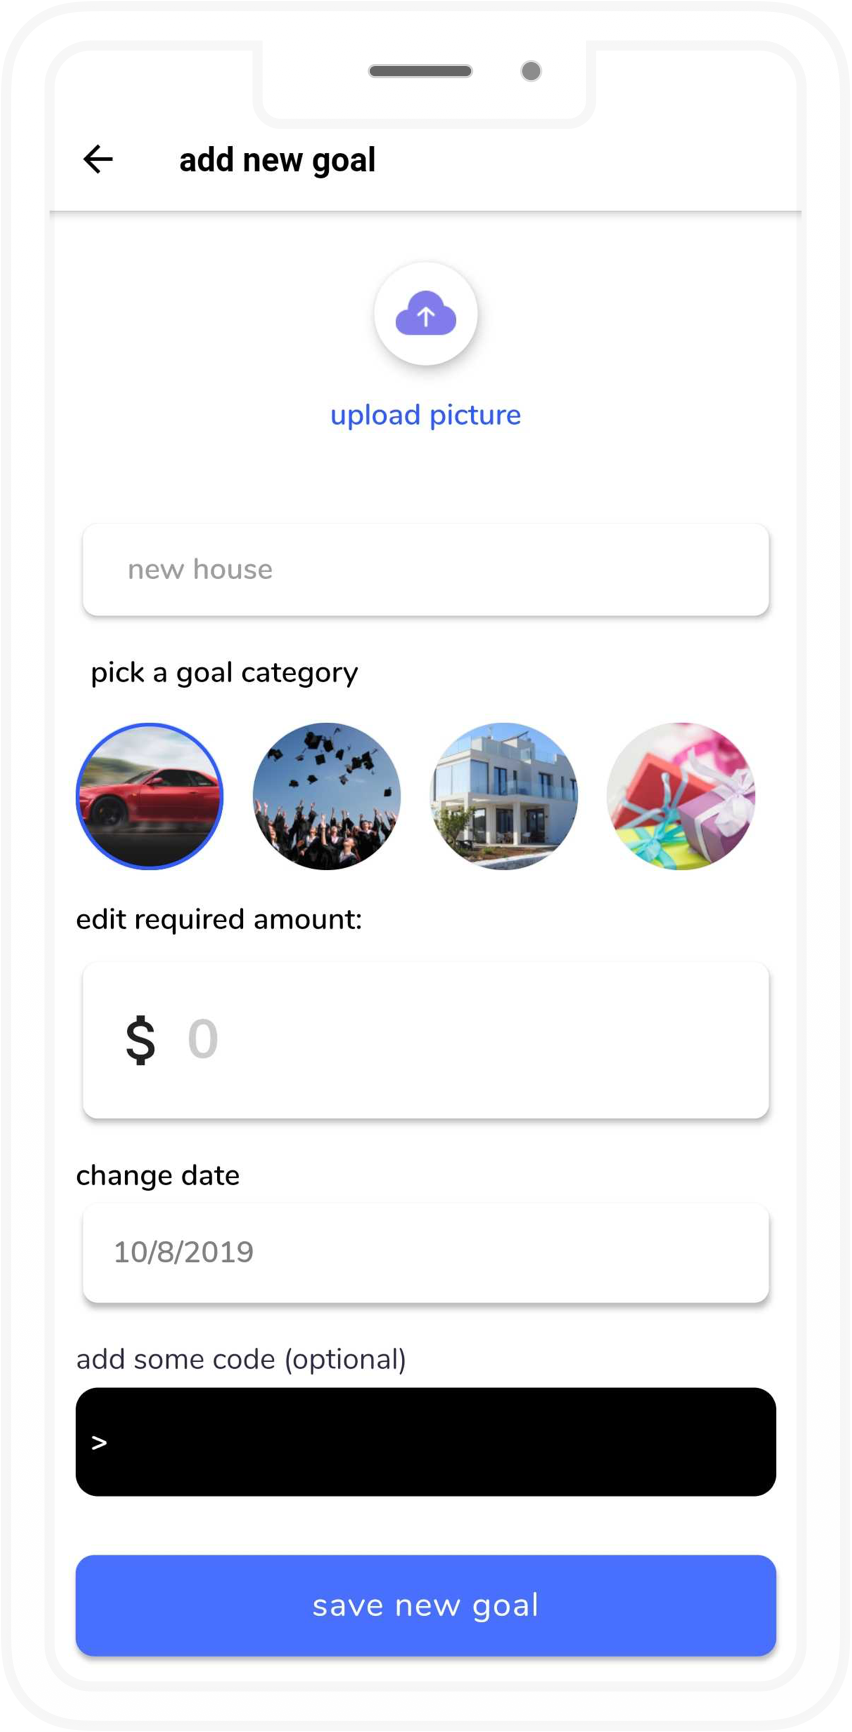 add new goal
upload picture
new house
pick a goal category
edit required amount:
$ 0
change date
10/8/2019
add some code (optional)
>
save new goal